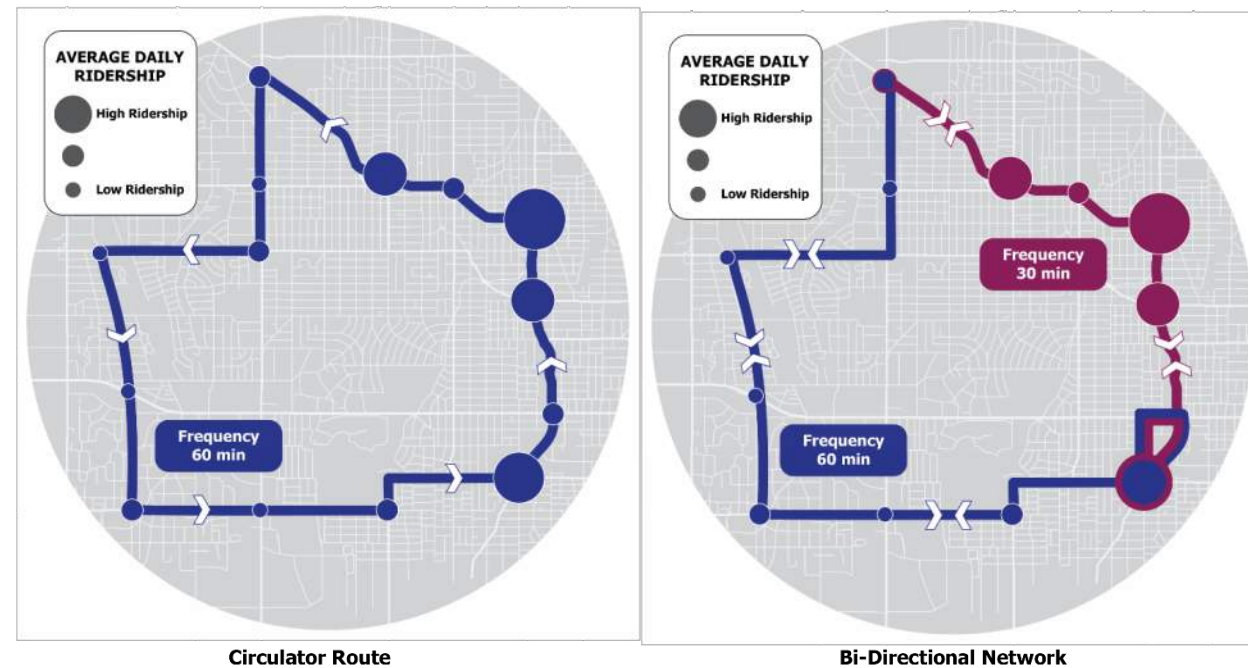 AVERAGE DAILY
RIDERSHIP
High Ridership
Low Ridership
Frequency
60 min
Circulator Route
AVERAGE DAILY
RIDERSHIP
High Ridership
Low Ridership
Frequency
30 min
Frequency
60 min
Bi-Directional Network